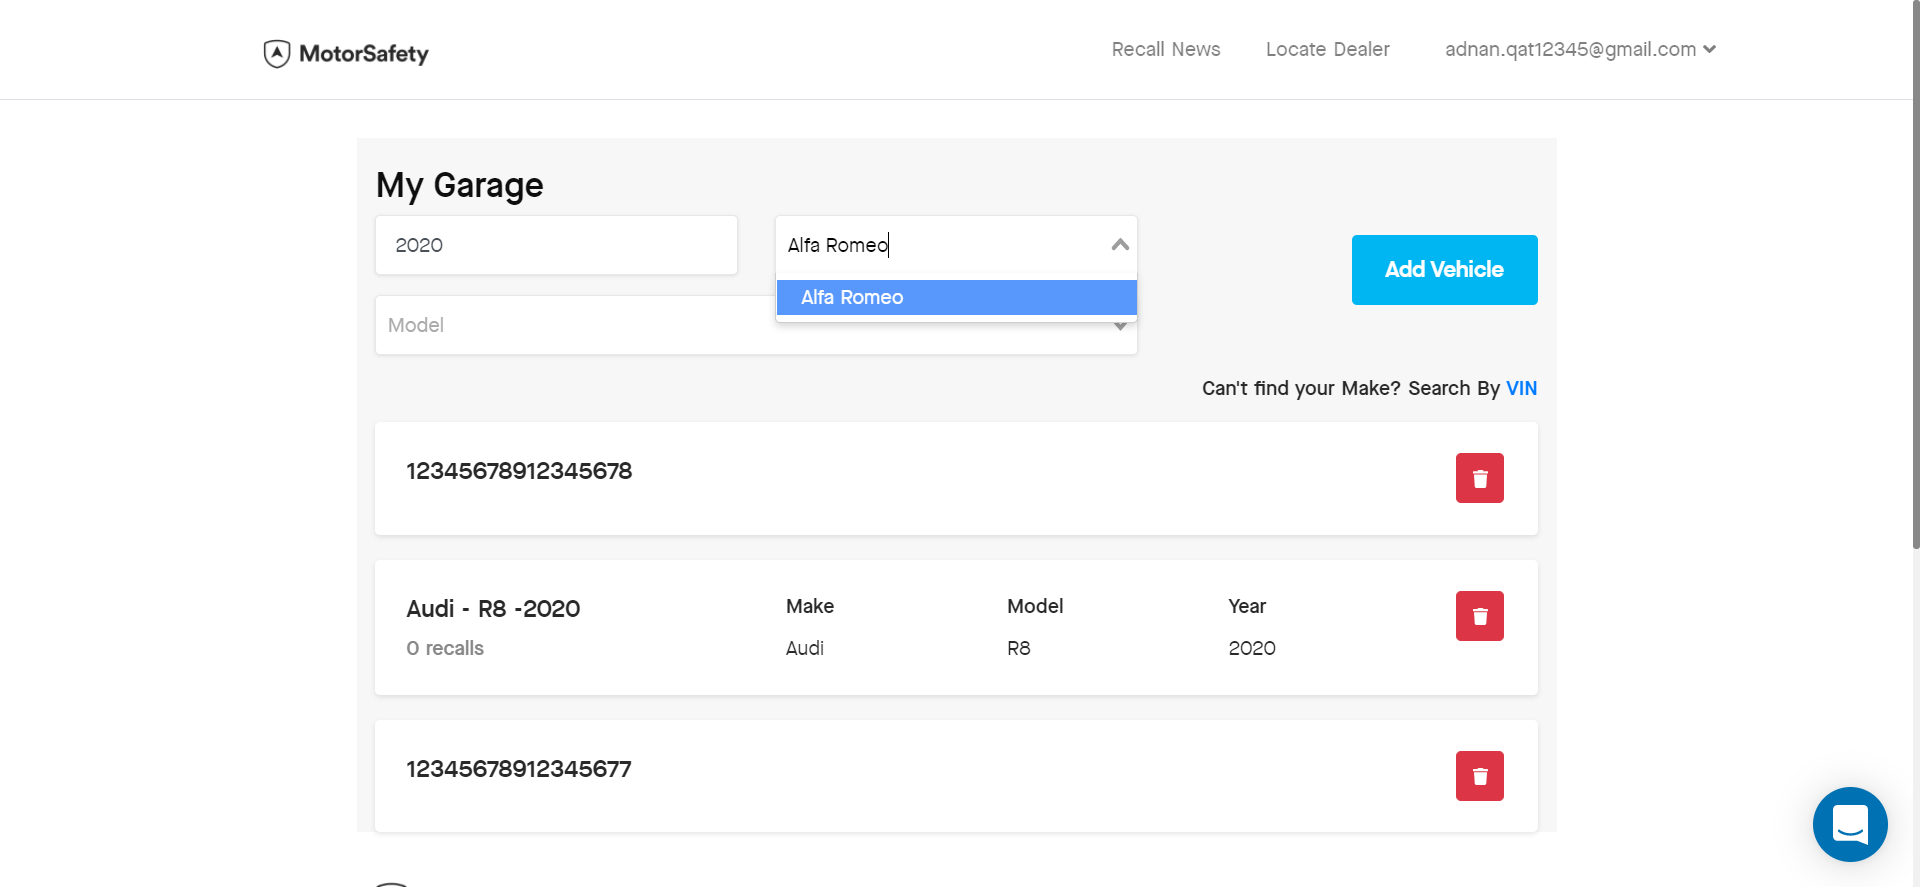 MotorSafety
Recall News
Locate Dealer
adnan.qat12345@gmail.com
My Garage
2020
Alfa Romeo
Alfa Romeo
Add Vehicle
Model
Can't find your Make? Search By VIN
12345678912345678
Audi - R8 -2020
Make
Model
Year
0 recalls
Audi
R8
2020
12345678912345677